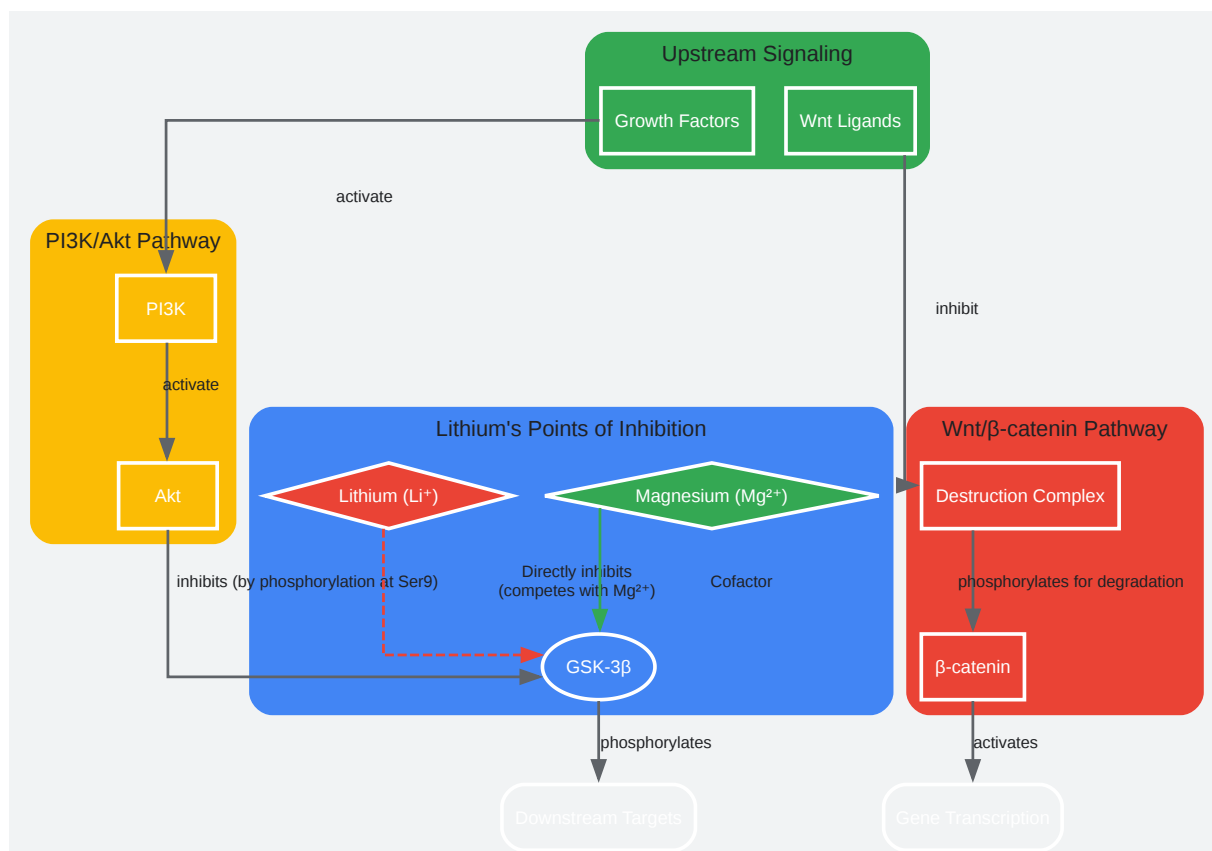 Upstream Signaling
Growth Factors
Wnt Ligands
activate
PI3K/Akt Pathway
PI3K
inhibit
activate
Lithium's Points of Inhibition
Wnt/β-catenin Pathway
Akt
Lithium (Li⁺)
Magnesium (Mg²⁺)
Destruction Complex
inhibits (by phosphorylation at Ser9)
Directly inhibits
(competes with Mg²⁺)
Cofactor
phosphorylates for degradation
GSK-3β
β-catenin
phosphorylates
activates
Downstream Targets
Gene Transcription